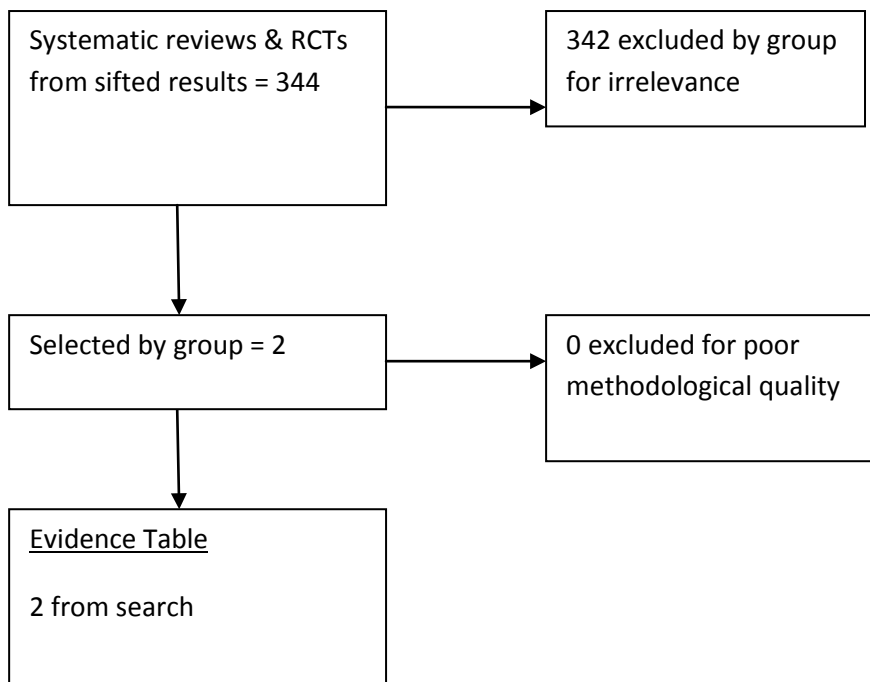 Systematic reviews & RCTs
from sifted results = 344
342 excluded by group
for irrelevance
Selected by group = 2
0 excluded for poor
methodological quality
Evidence Table
2 from search